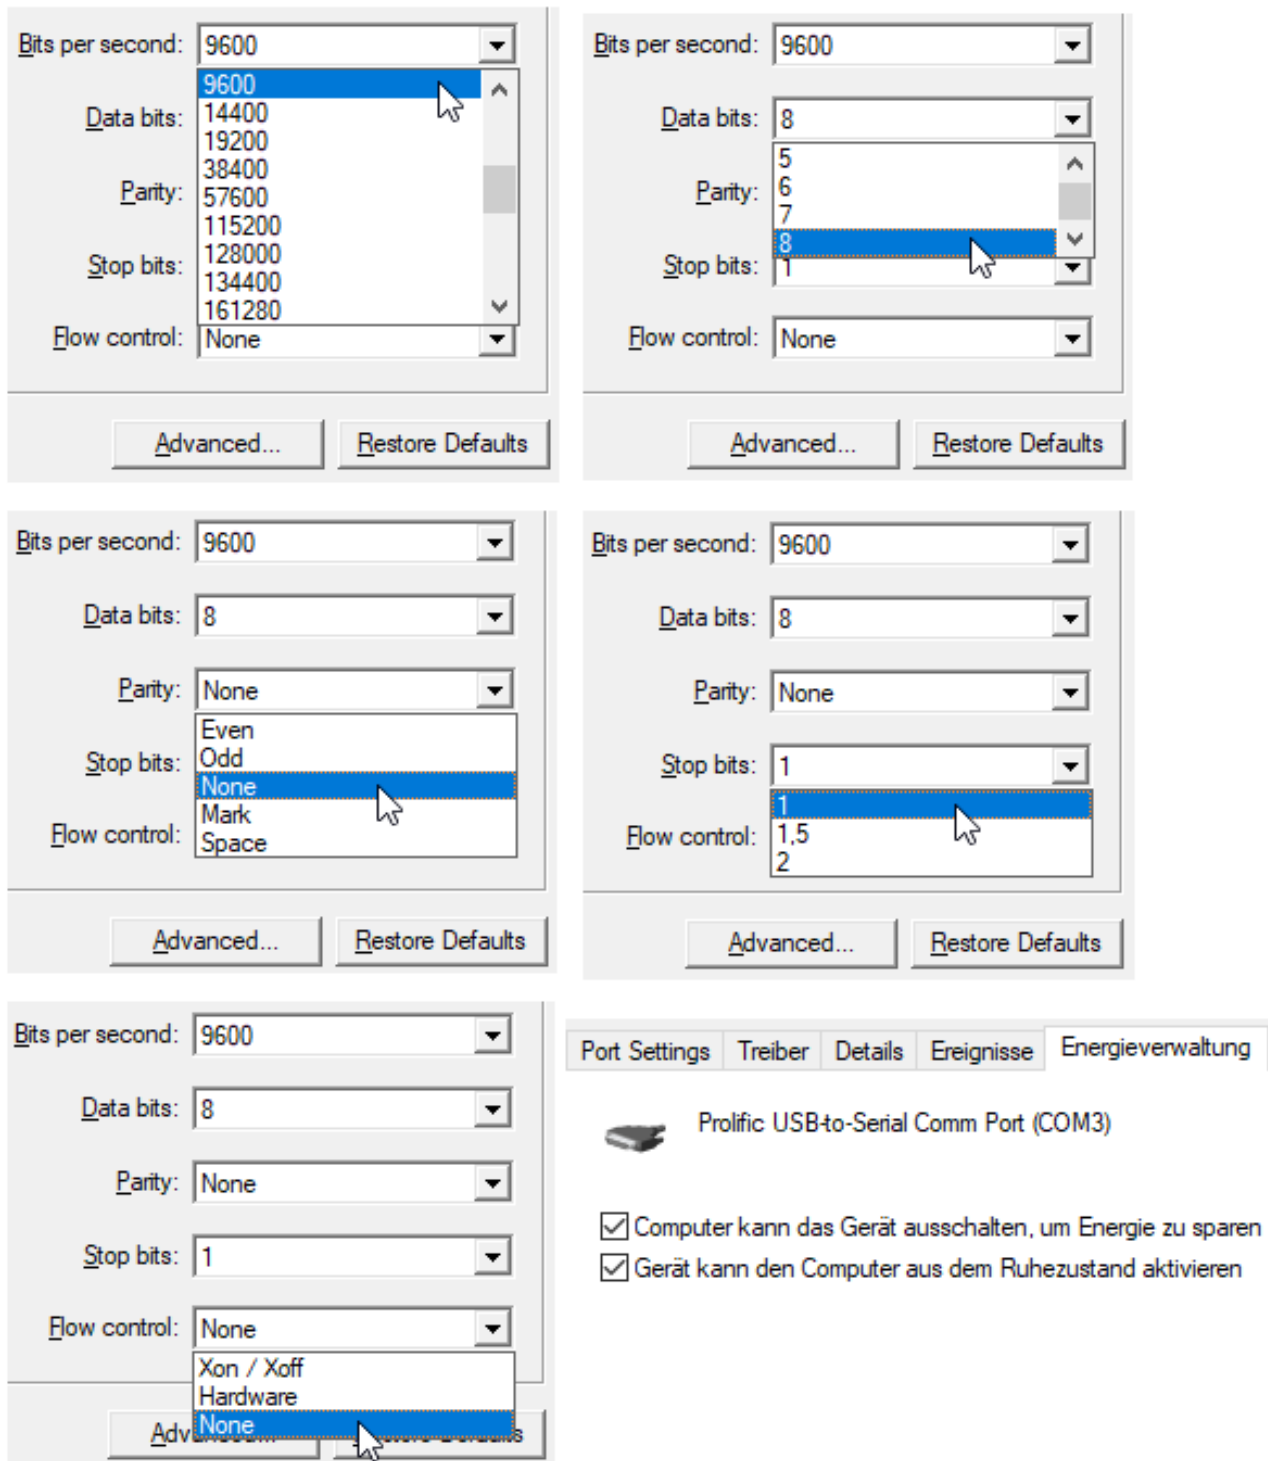 Bits per second: 9600
9600
Data bits: 14400
19200
38400
Parity: 57600
115200
128000
Stop bits: 134400
161280
Flow control: None
Advanced... Restore Defaults
Bits per second: 9600
Data bits: 8
5
Parity: 6
7
8
Stop bits: 1
Flow control: None
Advanced... Restore Defaults
Bits per second: 9600
Data bits: 8
Parity: None
Even
Stop bits: Odd
None
Mark
Flow control: Space
Advanced... Restore Defaults
Bits per second: 9600
Data bits: 8
Parity: None
Stop bits: 1
1
Flow control: 1,5
2
Advanced... Restore Defaults
Bits per second: 9600
Data bits: 8
Parity: None
Stop bits: 1
Flow control: None
Xon / Xoff
Hardware
None
Port Settings Treiber Details Ereignisse Energieverwaltung
Prolific USB-to-Serial Comm Port (COM3)
Computer kann das Gerät ausschalten, um Energie zu sparen
Gerät kann den Computer aus dem Ruhezustand aktivieren